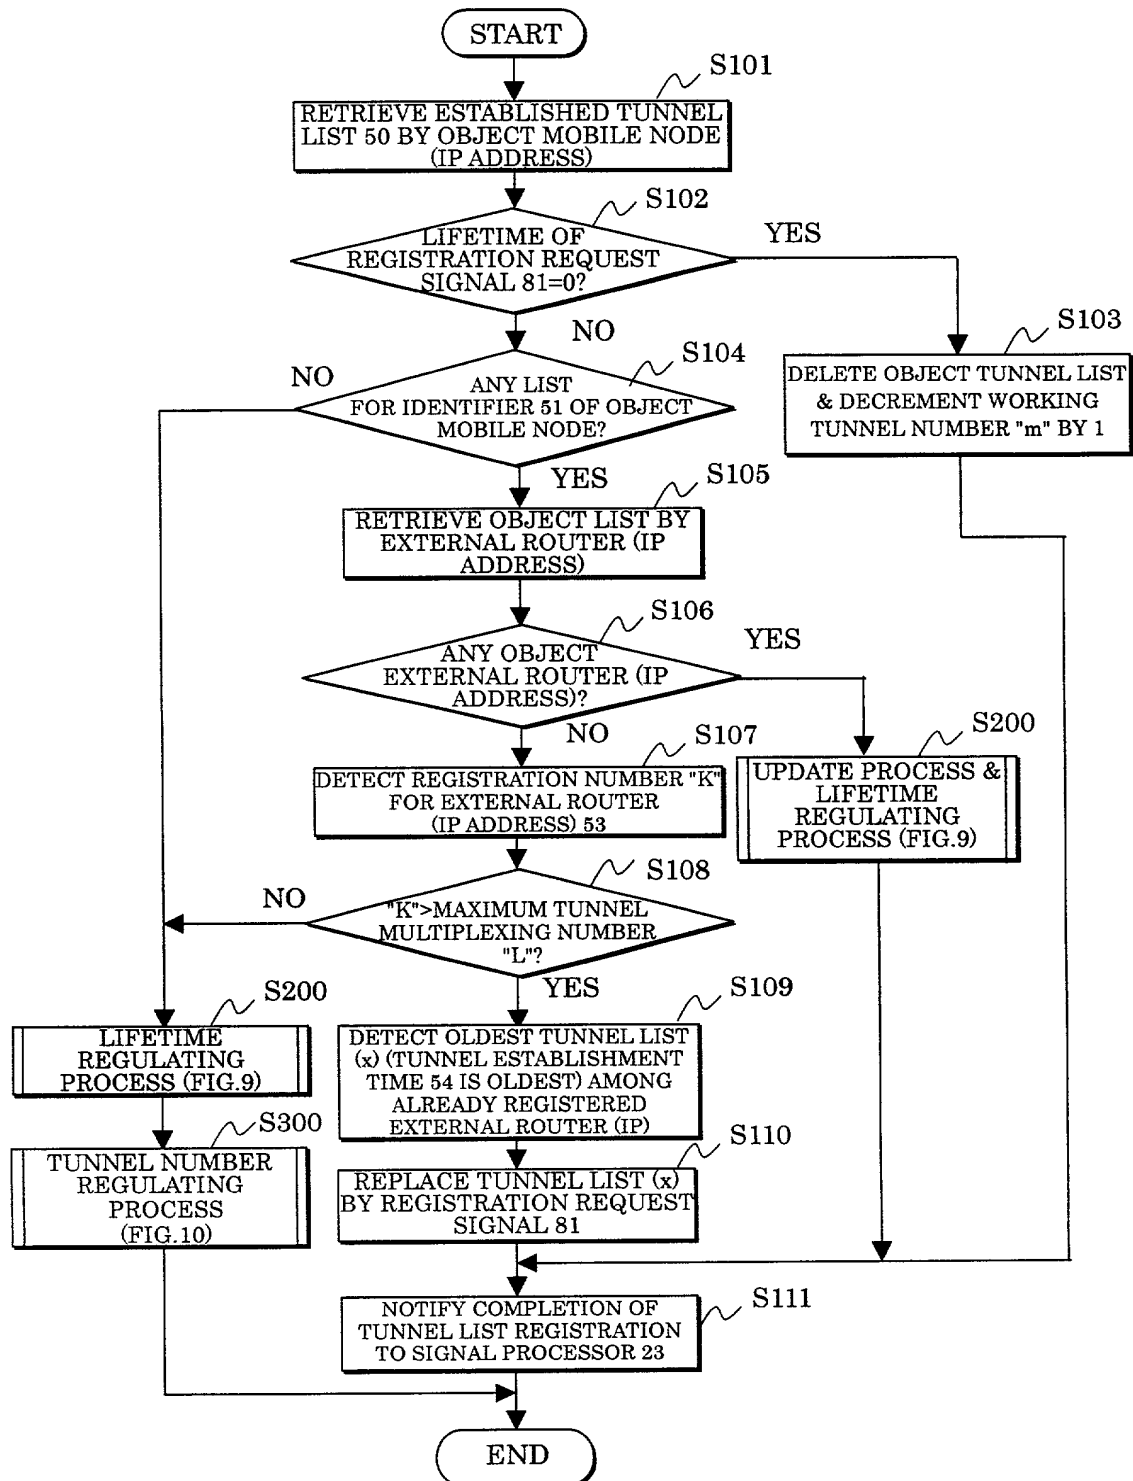 START
S101
RETRIEVE ESTABLISHED TUNNEL
LIST 50 BY OBJECT MOBILE NODE
(IP ADDRESS)
S102
LIFETIME OF
REGISTRATION REQUEST
SIGNAL 81=0?
YES
NO
S103
DELETE OBJECT TUNNEL LIST
& DECREMENT WORKING
TUNNEL NUMBER "m" BY 1
S104
ANY LIST
FOR IDENTIFIER 51 OF OBJECT
MOBILE NODE?
NO
YES
S105
RETRIEVE OBJECT LIST BY
EXTERNAL ROUTER (IP
ADDRESS)
S106
ANY OBJECT
EXTERNAL ROUTER (IP
ADDRESS)?
YES
NO
S107
DETECT REGISTRATION NUMBER "K"
FOR EXTERNAL ROUTER
(IP ADDRESS) 53
S200
UPDATE PROCESS &
LIFETIME
REGULATING
PROCESS (FIG.9)
S108
"K">MAXIMUM TUNNEL
MULTIPLEXING NUMBER
"L"?
NO
YES
S200
LIFETIME
REGULATING
PROCESS (FIG.9)
S109
DETECT OLDEST TUNNEL LIST
(x) (TUNNEL ESTABLISHMENT
TIME 54 IS OLDEST) AMONG
ALREADY REGISTERED
EXTERNAL ROUTER (IP)
S300
TUNNEL NUMBER
REGULATING
PROCESS
(FIG.10)
S110
REPLACE TUNNEL LIST (x)
BY REGISTRATION REQUEST
SIGNAL 81
S111
NOTIFY COMPLETION OF
TUNNEL LIST REGISTRATION
TO SIGNAL PROCESSOR 23
END